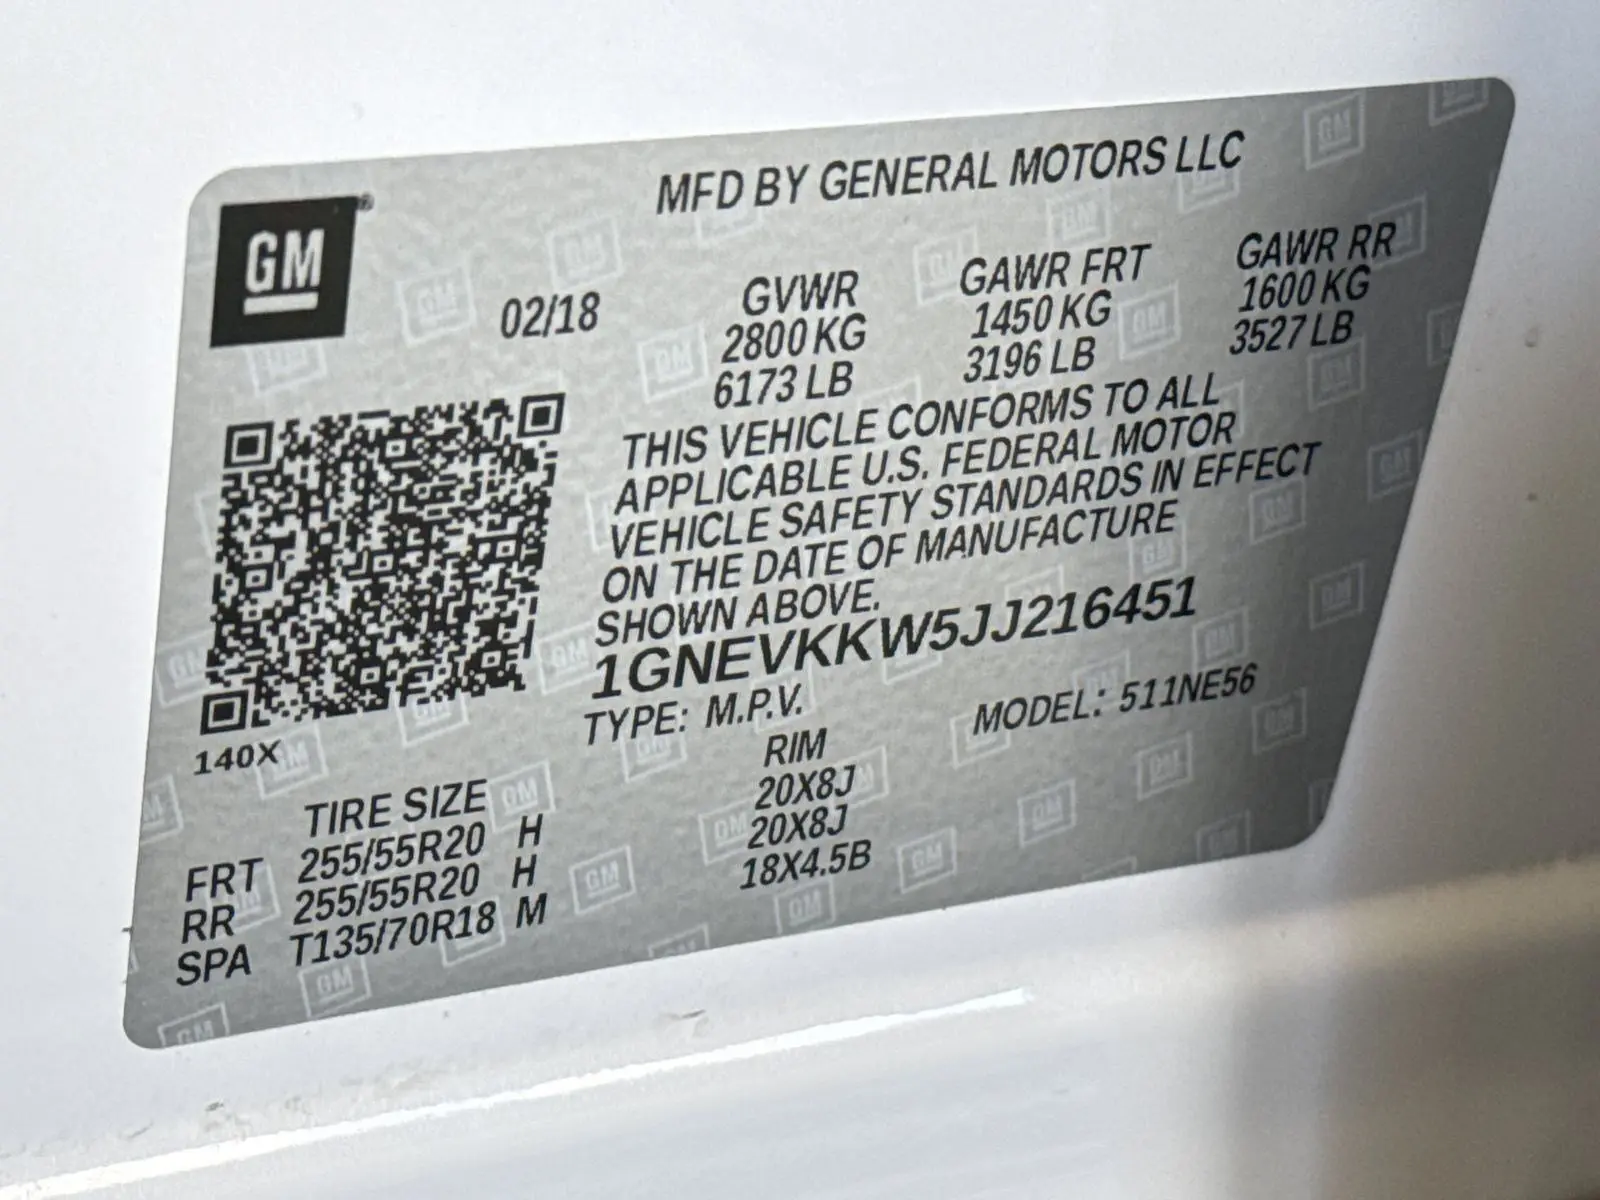 GM
MFD BY GENERAL MOTORS LLC
02/18
GVWR
2800 KG
6173 LB
GAWR FRT
1450 KG
3196 LB
GAWR RR
1600 KG
3527 LB
THIS VEHICLE CONFORMS TO ALL
APPLICABLE U.S. FEDERAL MOTOR
VEHICLE SAFETY STANDARDS IN EFFECT
ON THE DATE OF MANUFACTURE
SHOWN ABOVE.
1GNEVKKW5JJ216451
TYPE: M.P.V. MODEL: 511NE56
140X
TIRE SIZE RIM
FRT 255/55R20 H 20X8J
RR 255/55R20 H 20X8J
SPA T135/70R18 M 18X4.5B